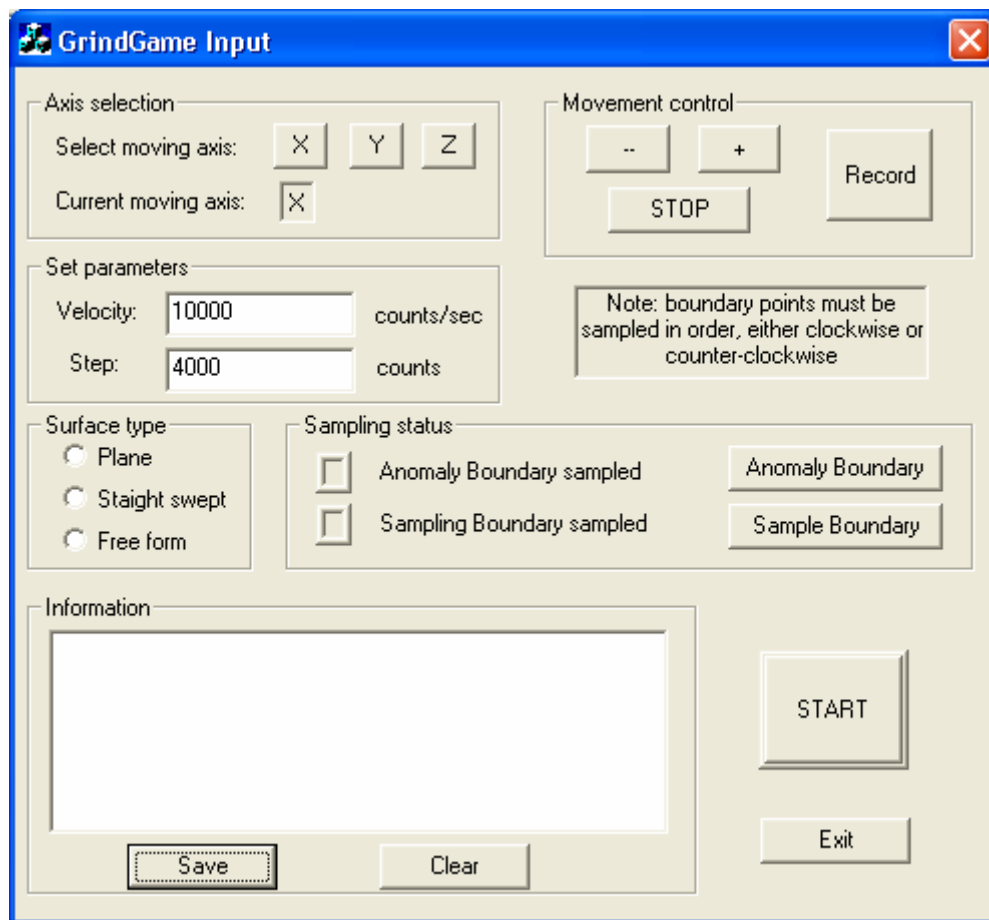 GrindGame Input
Axis selection
Select moving axis: X Y Z
Current moving axis: X
Movement control
-- +
STOP
Record
Set parameters
Velocity: 10000 counts/sec
Step: 4000 counts
Note: boundary points must be
sampled in order, either clockwise or
counter-clockwise
Surface type
Plane
Staight swept
Free form
Sampling status
Anomaly Boundary sampled Anomaly Boundary
Sampling Boundary sampled Sample Boundary
Information
Save Clear
START
Exit